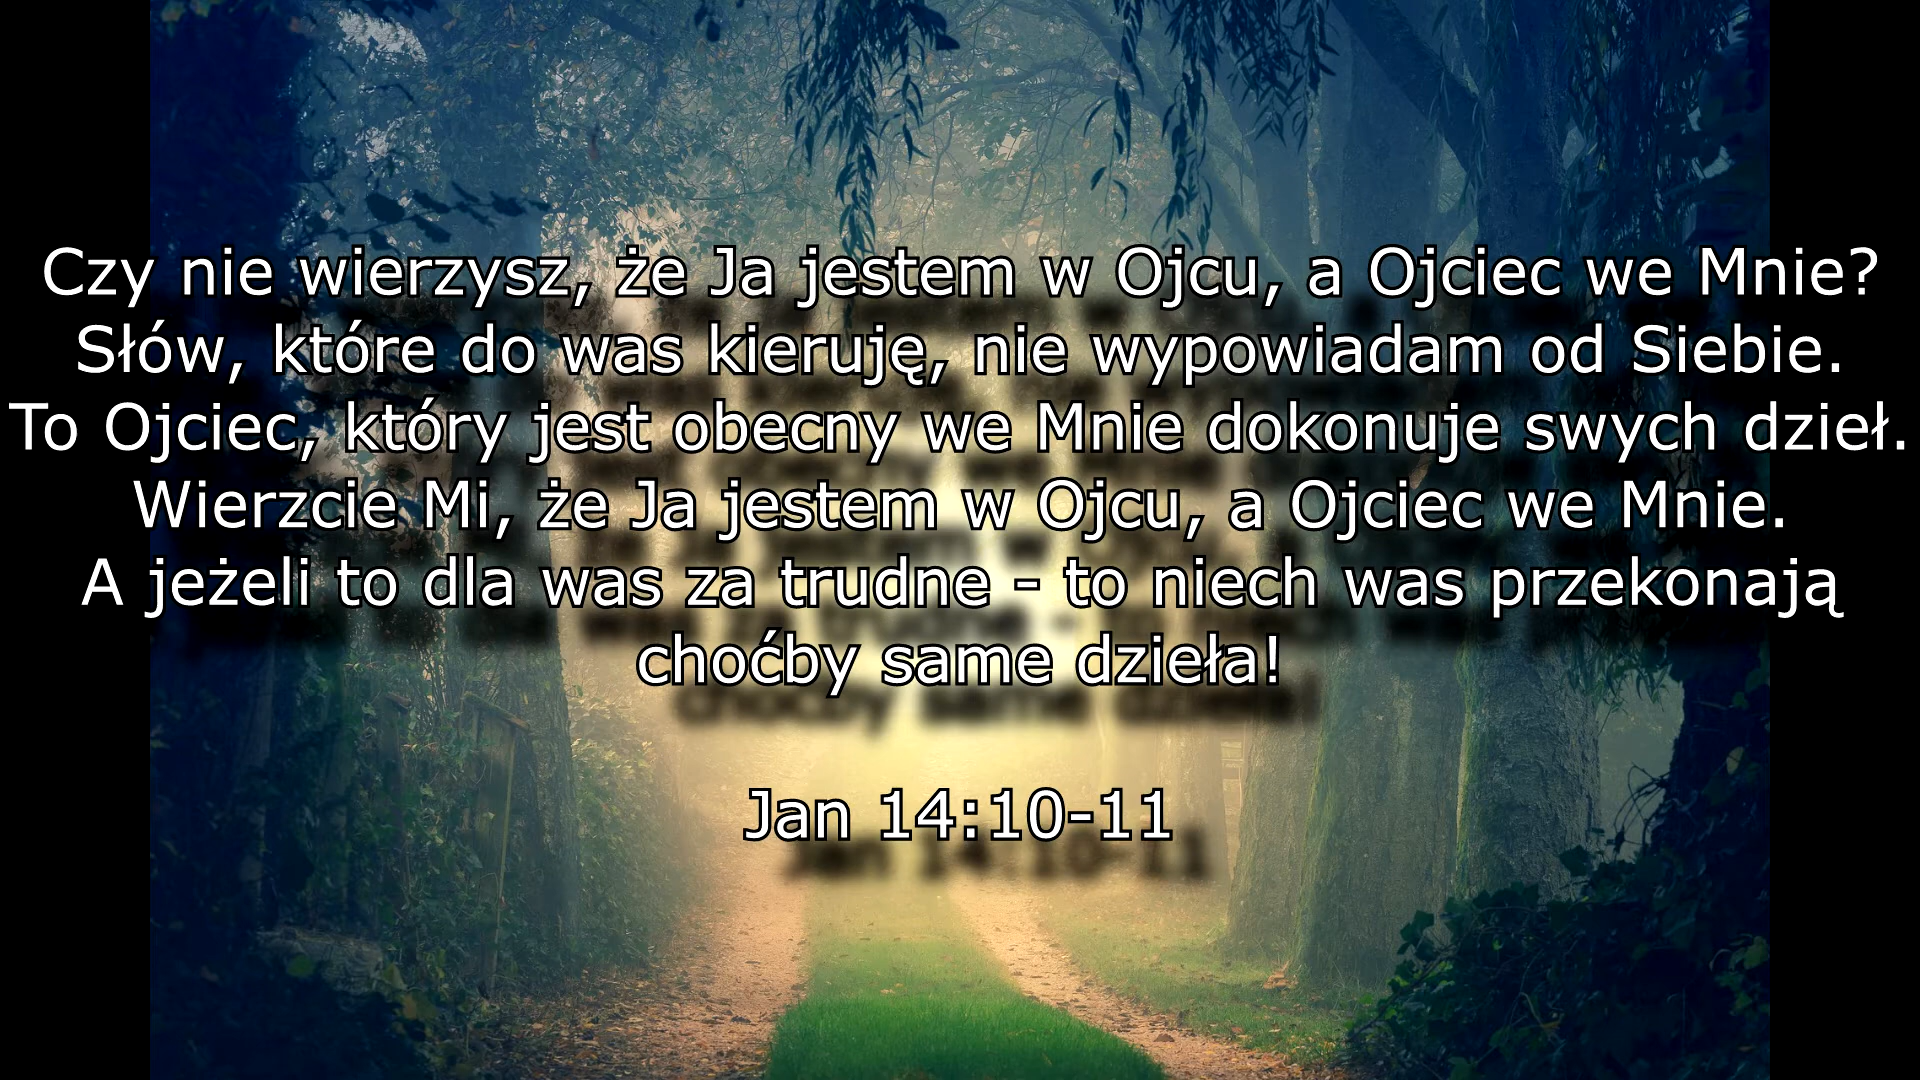 Czy nie wierzysz, że Ja jestem w Ojcu, a Ojciec we Mnie?
Słów, które do was kieruję, nie wypowiadam od Siebie.
To Ojciec, który jest obecny we Mnie dokonuje swych dzieł.
Wierzcie Mi, że Ja jestem w Ojcu, a Ojciec we Mnie.
A jeżeli to dla was za trudne - to niech was przekonają
choćby same dzieła!
Jan 14:10-11